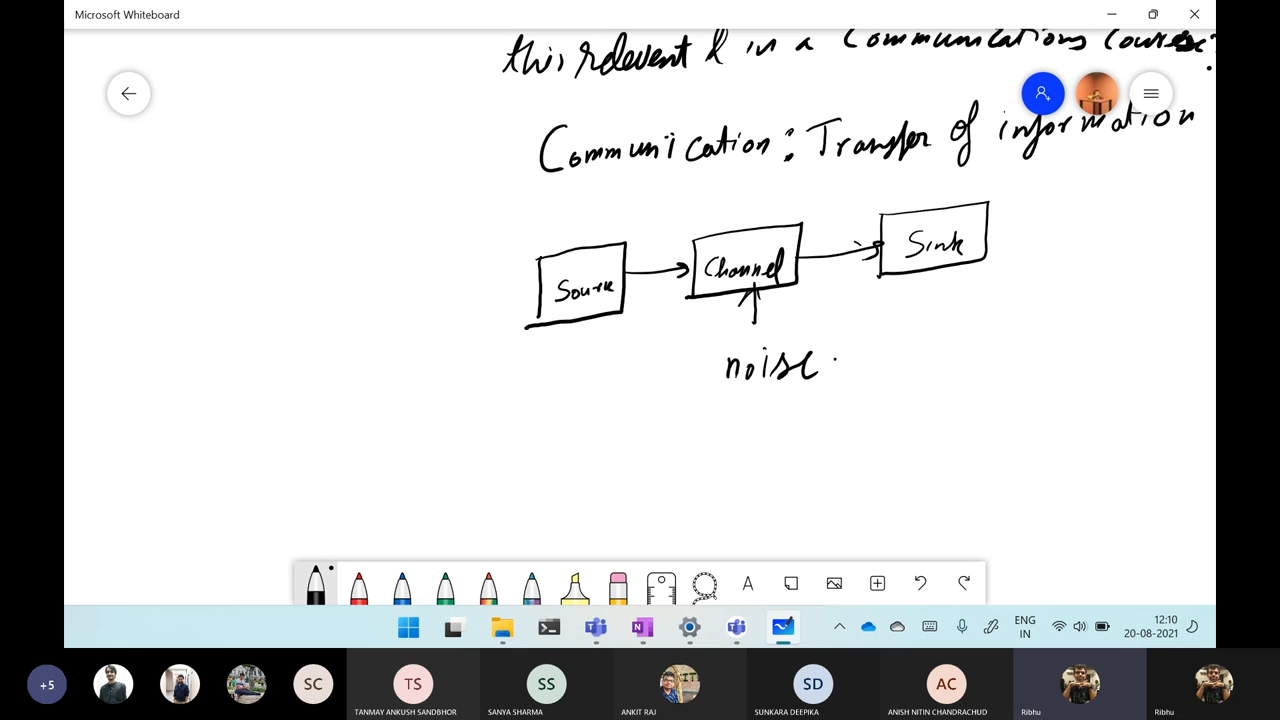 Microsoft Whiteboard
this relevent & in a Communications Course?
Communication: Transfer of information
Source
Channel
Sink
noise
A
ENG
IN
12:10
20-08-2021
+5
SC
TS
SS
SD
AC
TANMAY ANKUSH SANDBHOR
SANYA SHARMA
ANKIT RAJ
SUNKARA DEEPIKA
ANISH NITIN CHANDRACHUD
Ribhu
Ribhu